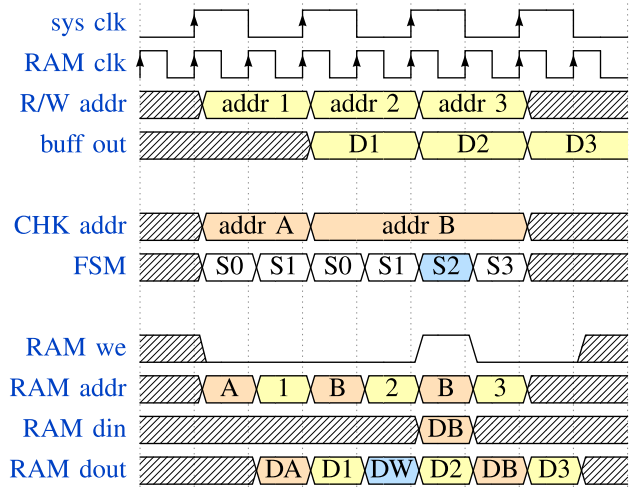 sys clk
RAM clk
R/W addr addr 1 addr 2 addr 3
buff out D1 D2 D3
CHK addr addr A addr B
FSM S0 S1 S0 S1 S2 S3
RAM we
RAM addr A 1 B 2 B 3
RAM din DB
RAM dout DA D1 DW D2 DB D3